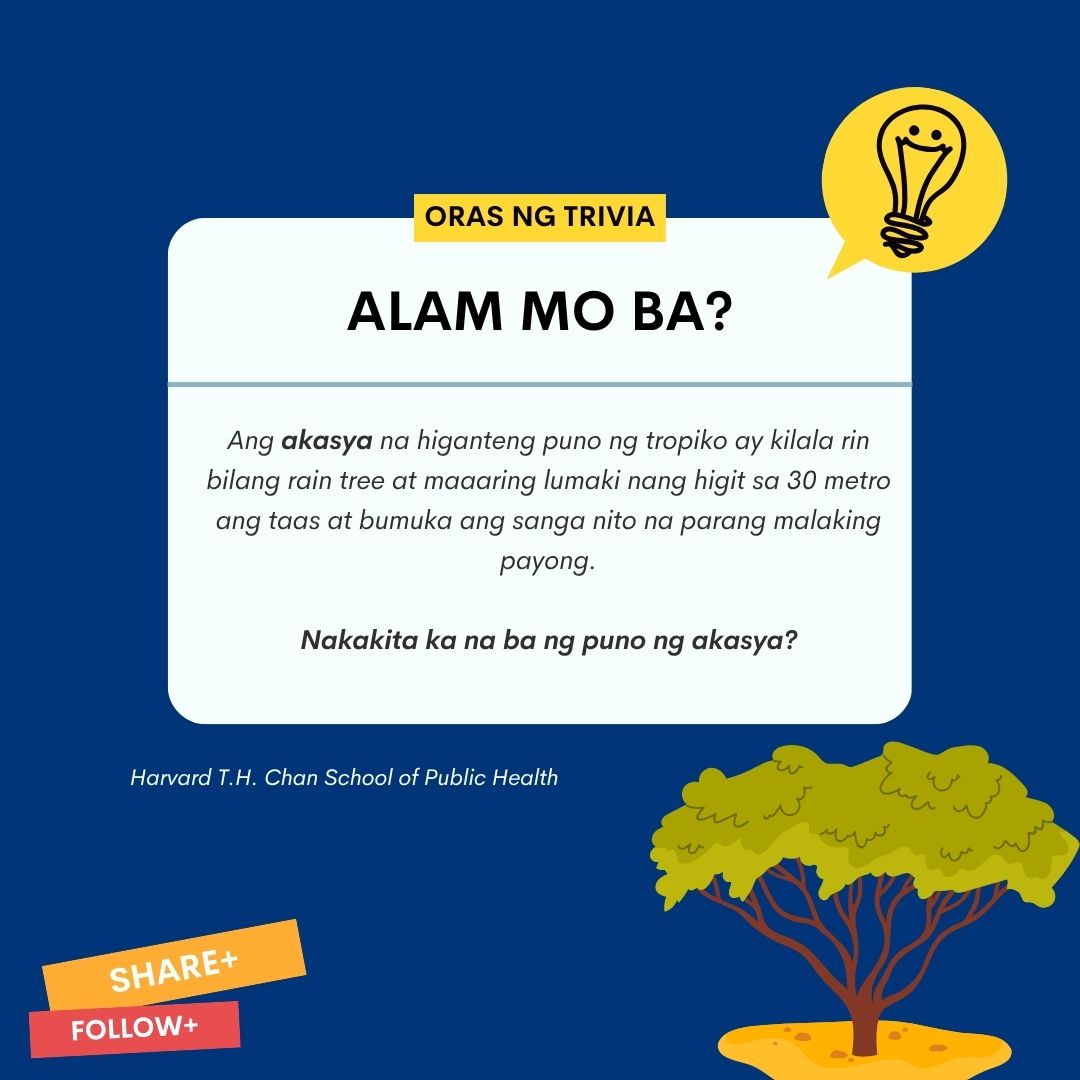 ORAS NG TRIVIA
ALAM MO BA?
Ang akasya na higanteng puno ng tropiko ay kilala rin
bilang rain tree at maaaring lumaki nang higit sa 30 metro
ang taas at bumuka ang sanga nito na parang malaking
payong.
Nakakita ka na ba ng puno ng akasya?
Harvard T.H. Chan School of Public Health
SHARE+
FOLLOW+